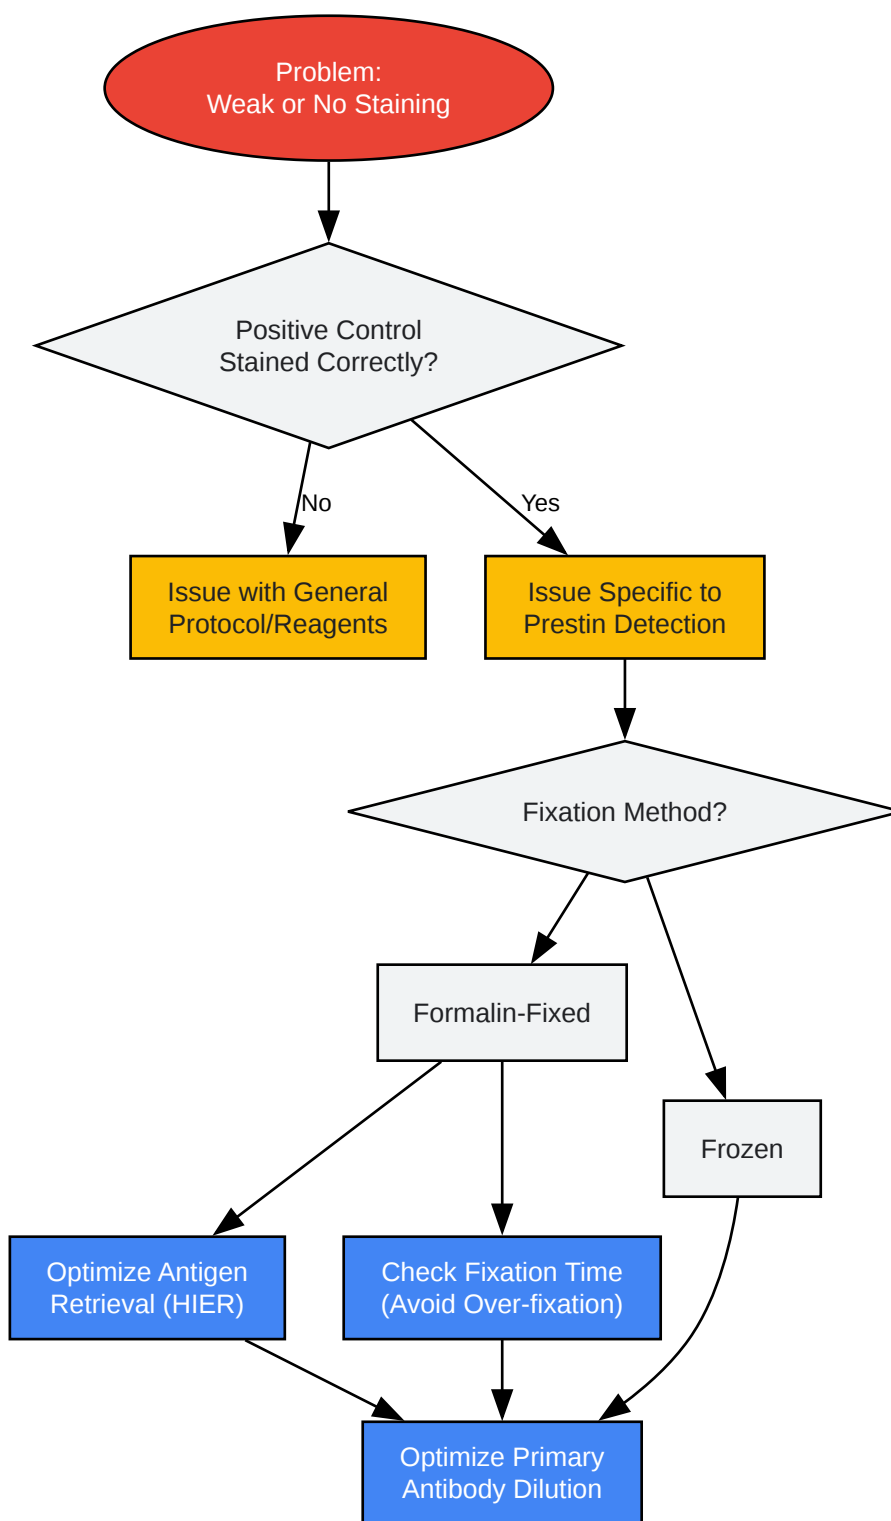 Problem:
Weak or No Staining
Positive Control
Stained Correctly?
No
Yes
Issue with General
Protocol/Reagents
Issue Specific to
Prestin Detection
Fixation Method?
Formalin-Fixed
Frozen
Optimize Antigen
Retrieval (HIER)
Check Fixation Time
(Avoid Over-fixation)
Optimize Primary
Antibody Dilution